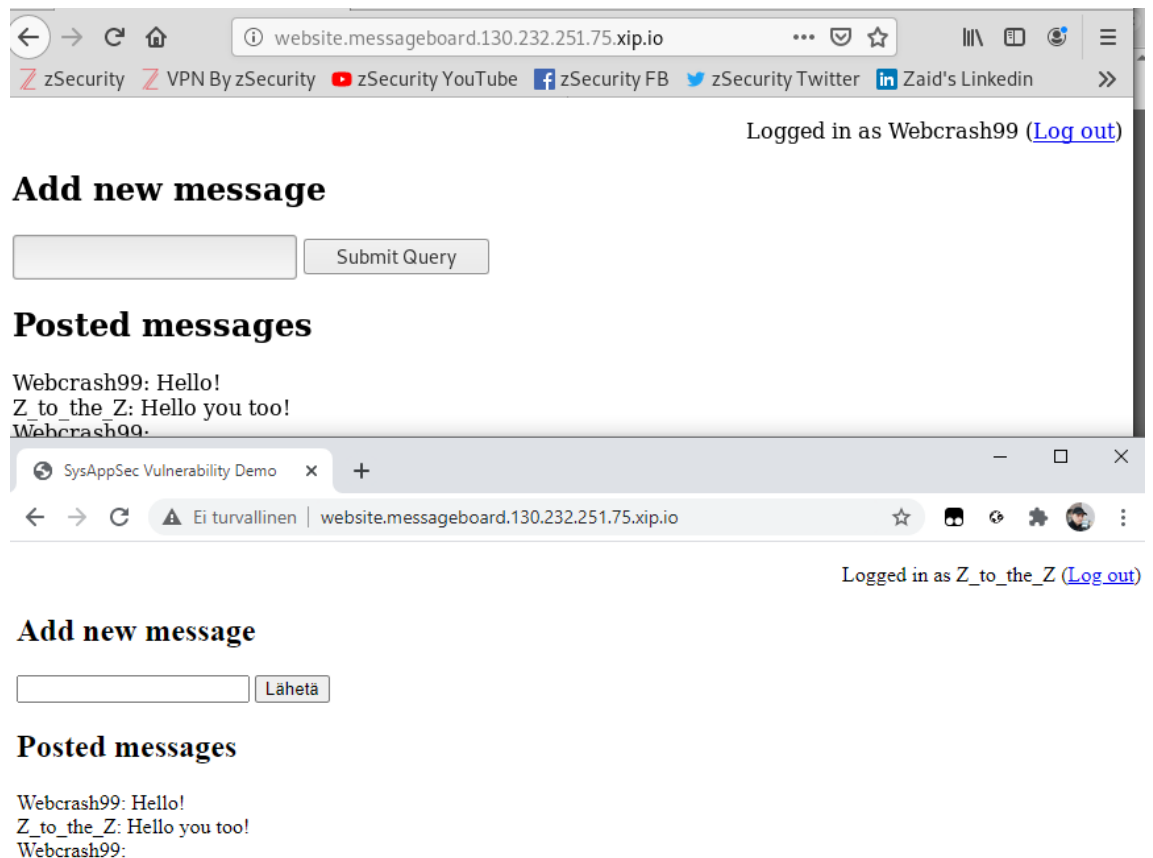 website.messageboard.130.232.251.75.xip.io
zSecurity VPN By zSecurity zSecurity YouTube zSecurity FB zSecurity Twitter Zaid's Linkedin
Logged in as Webcrash99 (Log out)
Add new message
Submit Query
Posted messages
Webcrash99: Hello!
Z_to_the_Z: Hello you too!
Webcrash99:
SysAppSec Vulnerability Demo
Ei turvallinen | website.messageboard.130.232.251.75.xip.io
Logged in as Z_to_the_Z (Log out)
Add new message
Lähetä
Posted messages
Webcrash99: Hello!
Z_to_the_Z: Hello you too!
Webcrash99: